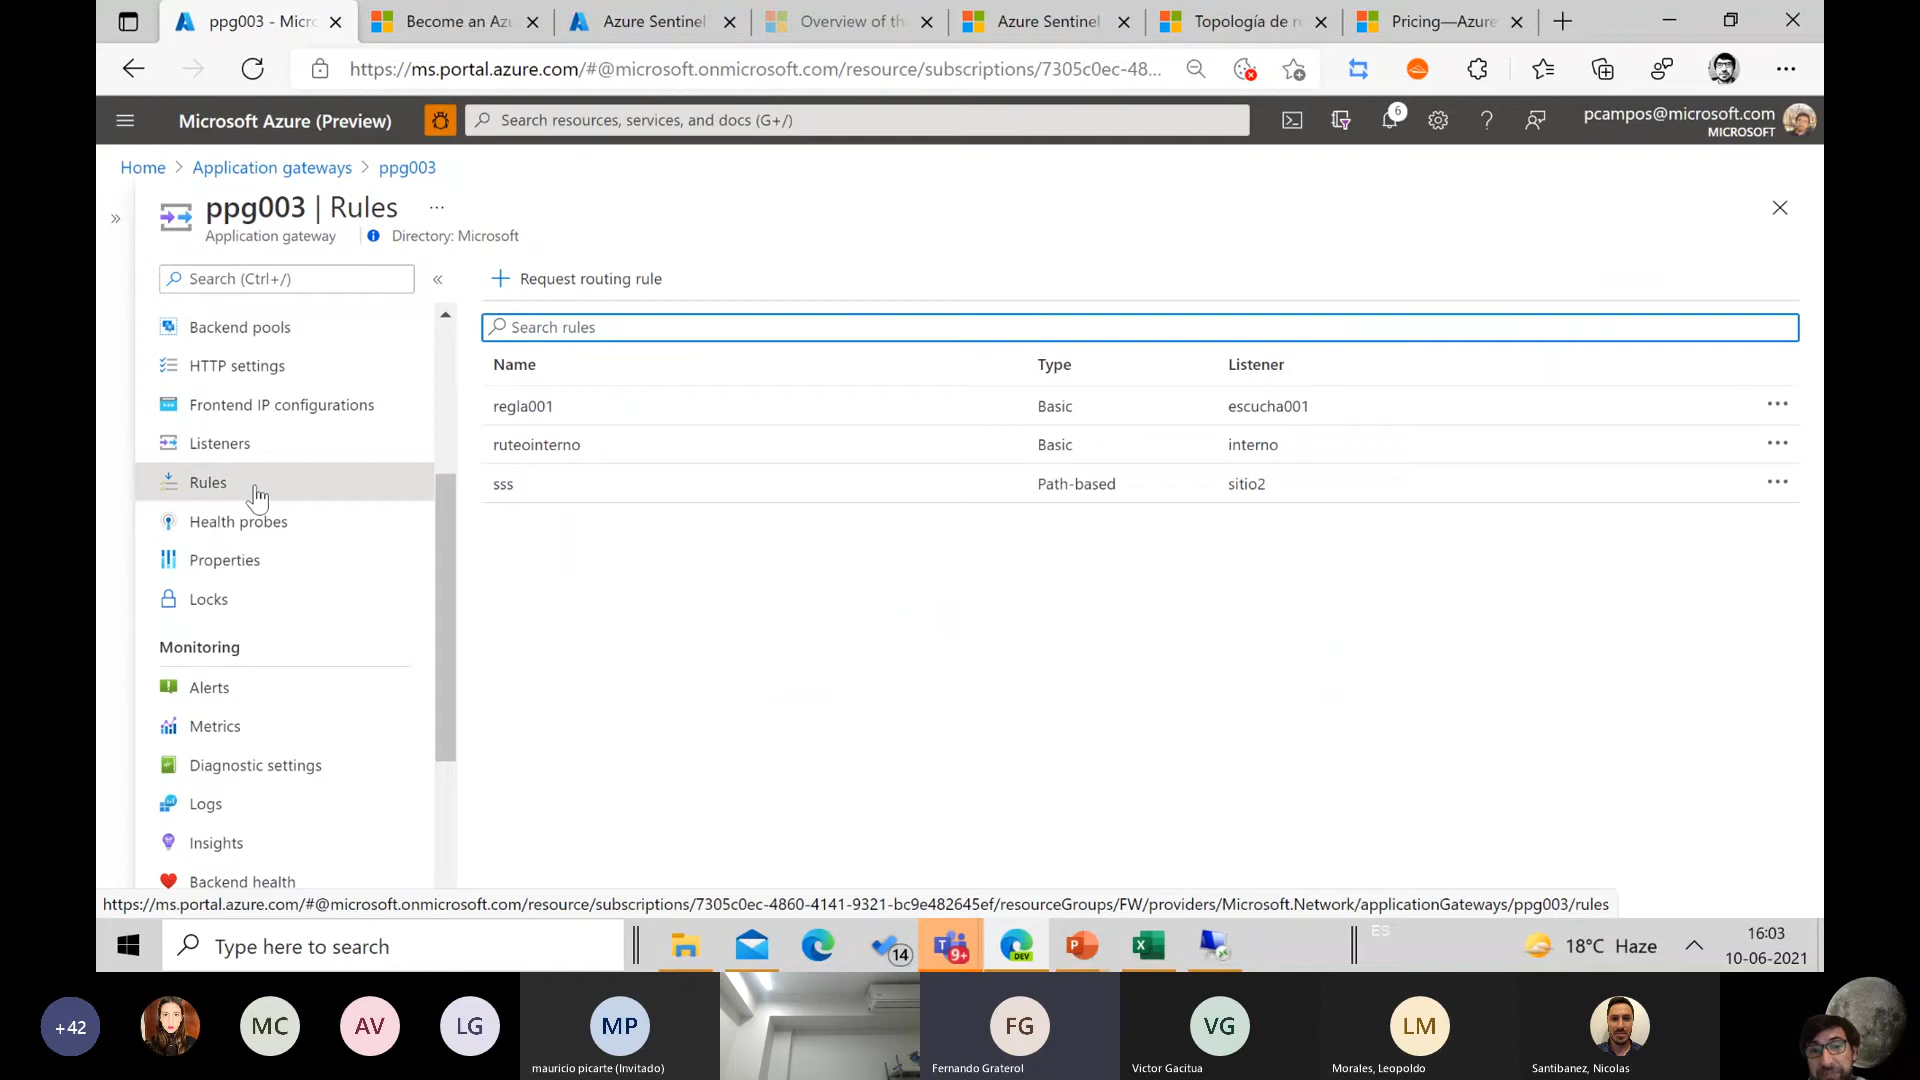 ppg003 - Micr
Become an Azu
Azure Sentinel
Overview of th
Azure Sentinel
Topología de r
Pricing—Azure
https://ms.portal.azure.com/#@microsoft.onmicrosoft.com/resource/subscriptions/7305c0ec-48...
Microsoft Azure (Preview)
Search resources, services, and docs (G+/)
6
pcampos@microsoft.com
MICROSOFT
Home > Application gateways > ppg003
ppg003 | Rules ...
Application gateway
Directory: Microsoft
Search (Ctrl+/)
Backend pools
HTTP settings
Frontend IP configurations
Listeners
Rules
Health probes
Properties
Locks
Monitoring
Alerts
Metrics
Diagnostic settings
Logs
Insights
Backend health
+ Request routing rule
Search rules
Name Type Listener
regla001 Basic escucha001
ruteointerno Basic interno
sss Path-based sitio2
https://ms.portal.azure.com/#@microsoft.onmicrosoft.com/resource/subscriptions/7305c0ec-4860-4141-9321-bc9e482645ef/resourceGroups/FW/providers/Microsoft.Network/applicationGateways/ppg003/rules
Type here to search
14
T
9+
DEV
P
X
ES
18°C Haze
16:03
10-06-2021
+42
MC
AV
LG
MP
mauricio picarte (Invitado)
FG
Fernando Graterol
VG
Victor Gacitua
LM
Morales, Leopoldo
Santibanez, Nicolas